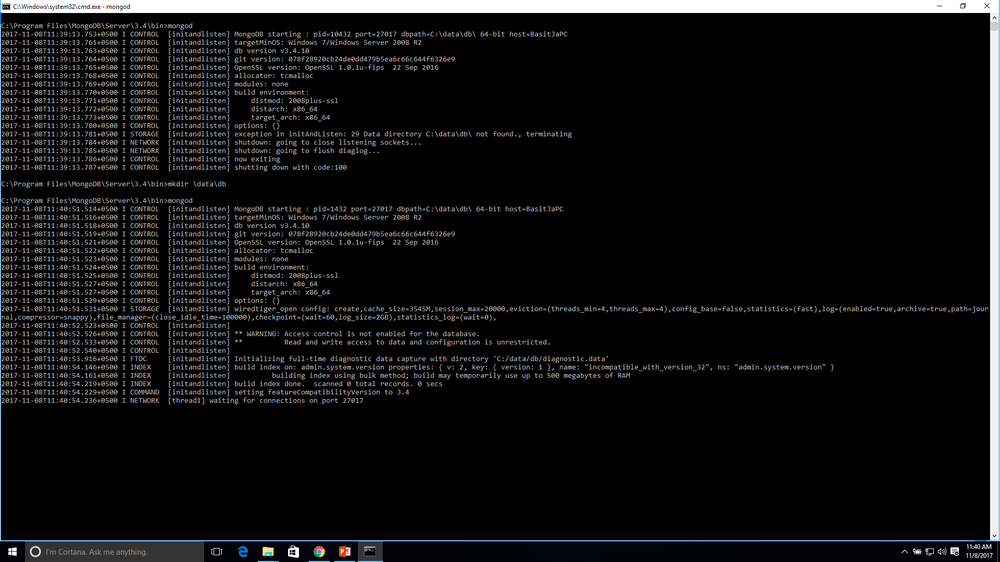 C:\Windows\system32\cmd.exe - mongod
C:\Program Files\MongoDB\Server\3.4\bin>mongod
2017-11-08T11:39:13.753+0500 I CONTROL  [initandlisten] MongoDB starting : pid=10432 port=27017 dbpath=C:\data\db\ 64-bit host=BasitJaPC
2017-11-08T11:39:13.761+0500 I CONTROL  [initandlisten] targetMinOS: Windows 7/Windows Server 2008 R2
2017-11-08T11:39:13.763+0500 I CONTROL  [initandlisten] db version v3.4.10
2017-11-08T11:39:13.764+0500 I CONTROL  [initandlisten] git version: 078f28920cb24de0dd479b5ea6c66c644f6326e9
2017-11-08T11:39:13.765+0500 I CONTROL  [initandlisten] OpenSSL version: OpenSSL 1.0.1u-fips  22 Sep 2016
2017-11-08T11:39:13.768+0500 I CONTROL  [initandlisten] allocator: tcmalloc
2017-11-08T11:39:13.769+0500 I CONTROL  [initandlisten] modules: none
2017-11-08T11:39:13.770+0500 I CONTROL  [initandlisten] build environment:
2017-11-08T11:39:13.771+0500 I CONTROL  [initandlisten]     distmod: 2008plus-ssl
2017-11-08T11:39:13.772+0500 I CONTROL  [initandlisten]     distarch: x86_64
2017-11-08T11:39:13.773+0500 I CONTROL  [initandlisten]     target_arch: x86_64
2017-11-08T11:39:13.780+0500 I CONTROL  [initandlisten] options: {}
2017-11-08T11:39:13.781+0500 I STORAGE  [initandlisten] exception in initAndListen: 29 Data directory C:\data\db\ not found., terminating
2017-11-08T11:39:13.784+0500 I NETWORK  [initandlisten] shutdown: going to close listening sockets...
2017-11-08T11:39:13.785+0500 I NETWORK  [initandlisten] shutdown: going to flush diaglog...
2017-11-08T11:39:13.786+0500 I CONTROL  [initandlisten] now exiting
2017-11-08T11:39:13.787+0500 I CONTROL  [initandlisten] shutting down with code:100
C:\Program Files\MongoDB\Server\3.4\bin>mkdir \data\db
C:\Program Files\MongoDB\Server\3.4\bin>mongod
2017-11-08T11:40:51.514+0500 I CONTROL  [initandlisten] MongoDB starting : pid=1432 port=27017 dbpath=C:\data\db\ 64-bit host=BasitJaPC
2017-11-08T11:40:51.516+0500 I CONTROL  [initandlisten] targetMinOS: Windows 7/Windows Server 2008 R2
2017-11-08T11:40:51.518+0500 I CONTROL  [initandlisten] db version v3.4.10
2017-11-08T11:40:51.519+0500 I CONTROL  [initandlisten] git version: 078f28920cb24de0dd479b5ea6c66c644f6326e9
2017-11-08T11:40:51.521+0500 I CONTROL  [initandlisten] OpenSSL version: OpenSSL 1.0.1u-fips  22 Sep 2016
2017-11-08T11:40:51.522+0500 I CONTROL  [initandlisten] allocator: tcmalloc
2017-11-08T11:40:51.523+0500 I CONTROL  [initandlisten] modules: none
2017-11-08T11:40:51.524+0500 I CONTROL  [initandlisten] build environment:
2017-11-08T11:40:51.525+0500 I CONTROL  [initandlisten]     distmod: 2008plus-ssl
2017-11-08T11:40:51.527+0500 I CONTROL  [initandlisten]     distarch: x86_64
2017-11-08T11:40:51.527+0500 I CONTROL  [initandlisten]     target_arch: x86_64
2017-11-08T11:40:51.529+0500 I CONTROL  [initandlisten] options: {}
2017-11-08T11:40:51.531+0500 I STORAGE  [initandlisten] wiredtiger_open config: create,cache_size=3545M,session_max=20000,eviction=(threads_min=4,threads_max=4),config_base=false,statistics=(fast),log=(enabled=true,archive=true,path=jour
nal,compressor=snappy),file_manager=(close_idle_time=100000),checkpoint=(wait=60,log_size=2GB),statistics_log=(wait=0),
2017-11-08T11:40:52.523+0500 I CONTROL  [initandlisten]
2017-11-08T11:40:52.526+0500 I CONTROL  [initandlisten] ** WARNING: Access control is not enabled for the database.
2017-11-08T11:40:52.533+0500 I CONTROL  [initandlisten] **          Read and write access to data and configuration is unrestricted.
2017-11-08T11:40:52.540+0500 I CONTROL  [initandlisten]
2017-11-08T11:40:53.916+0500 I FTDC     [initandlisten] Initializing full-time diagnostic data capture with directory 'C:/data/db/diagnostic.data'
2017-11-08T11:40:54.146+0500 I INDEX    [initandlisten] build index on: admin.system.version properties: { v: 2, key: { version: 1 }, name: "incompatible_with_version_32", ns: "admin.system.version" }
2017-11-08T11:40:54.161+0500 I INDEX    [initandlisten]          building index using bulk method; build may temporarily use up to 500 megabytes of RAM
2017-11-08T11:40:54.219+0500 I INDEX    [initandlisten] build index done.  scanned 0 total records. 0 secs
2017-11-08T11:40:54.229+0500 I COMMAND  [initandlisten] setting featureCompatibilityVersion to 3.4
2017-11-08T11:40:54.236+0500 I NETWORK  [thread1] waiting for connections on port 27017
I'm Cortana. Ask me anything.
11:40 AM
11/8/2017